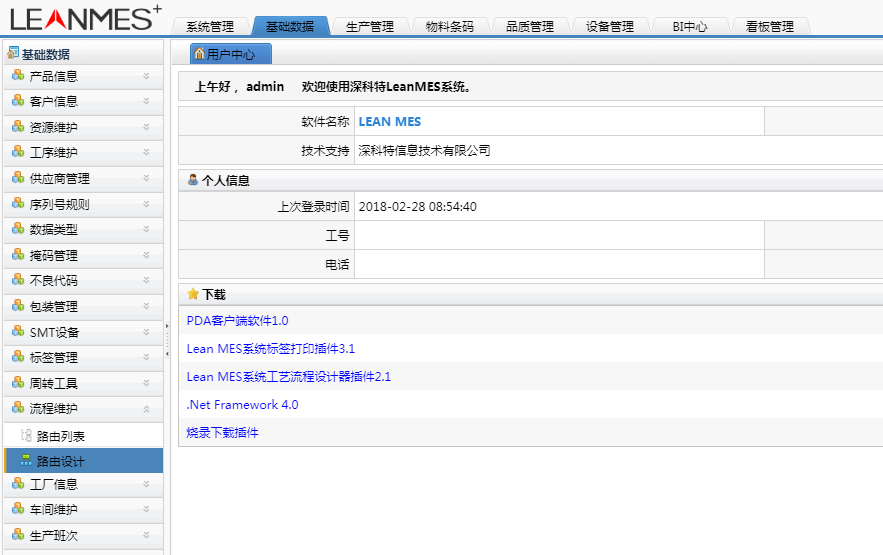 LEANMES+
系统管理 基础数据 生产管理 物料条码 品质管理 设备管理 BI中心 看板管理
基础数据
产品信息
客户信息
资源维护
工序维护
供应商管理
序列号规则
数据类型
掩码管理
不良代码
包装管理
SMT设备
标签管理
周转工具
流程维护
路由列表
路由设计
工厂信息
车间维护
生产班次
用户中心
上午好， admin 欢迎使用深科特LeanMES系统。
软件名称 LEAN MES
技术支持 深科特信息技术有限公司
个人信息
上次登录时间 2018-02-28 08:54:40
工号
电话
下载
PDA客户端软件1.0
Lean MES系统标签打印插件3.1
Lean MES系统工艺流程设计器插件2.1
.Net Framework 4.0
烧录下载插件